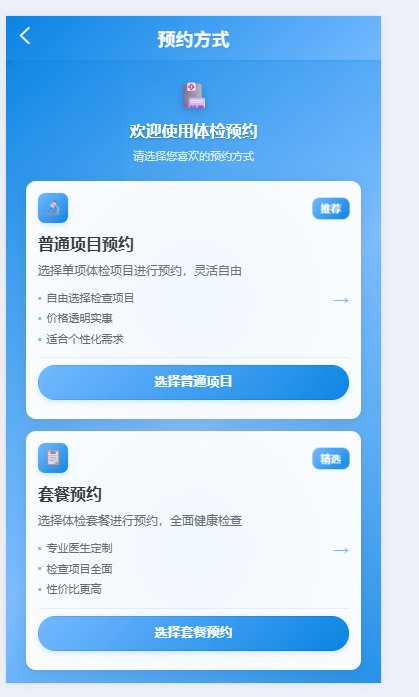 预约方式
欢迎使用体检预约
请选择您喜欢的预约方式
推荐
普通项目预约
选择单项体检项目进行预约，灵活自由
• 自由选择检查项目
• 价格透明实惠
• 适合个性化需求
→
选择普通项目
精选
套餐预约
选择体检套餐进行预约，全面健康检查
• 专业医生定制
• 检查项目全面
• 性价比更高
→
选择套餐预约